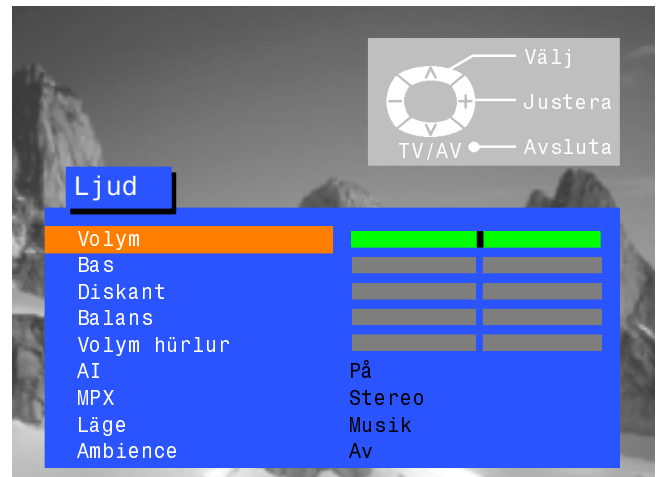 Välj
Justera
TV/AV Avsluta
Ljud
Volym
Bas
Diskant
Balans
Volym hürlur
AI På
MPX Stereo
Läge Musik
Ambience Av